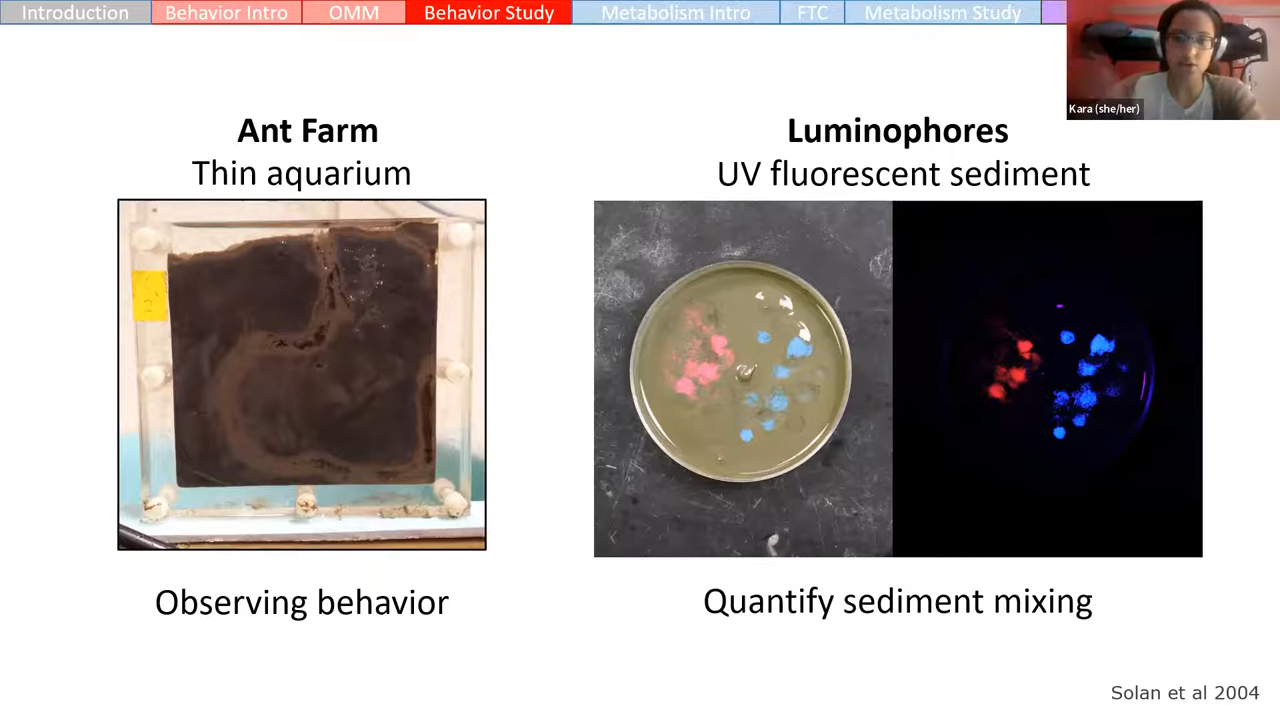 Introduction
Behavior Intro
OMM
Behavior Study
Metabolism Intro
FTC
Metabolism Study
Kara (she/her)
Ant Farm
Thin aquarium
Luminophores
UV fluorescent sediment
Observing behavior
Quantify sediment mixing
Solan et al 2004